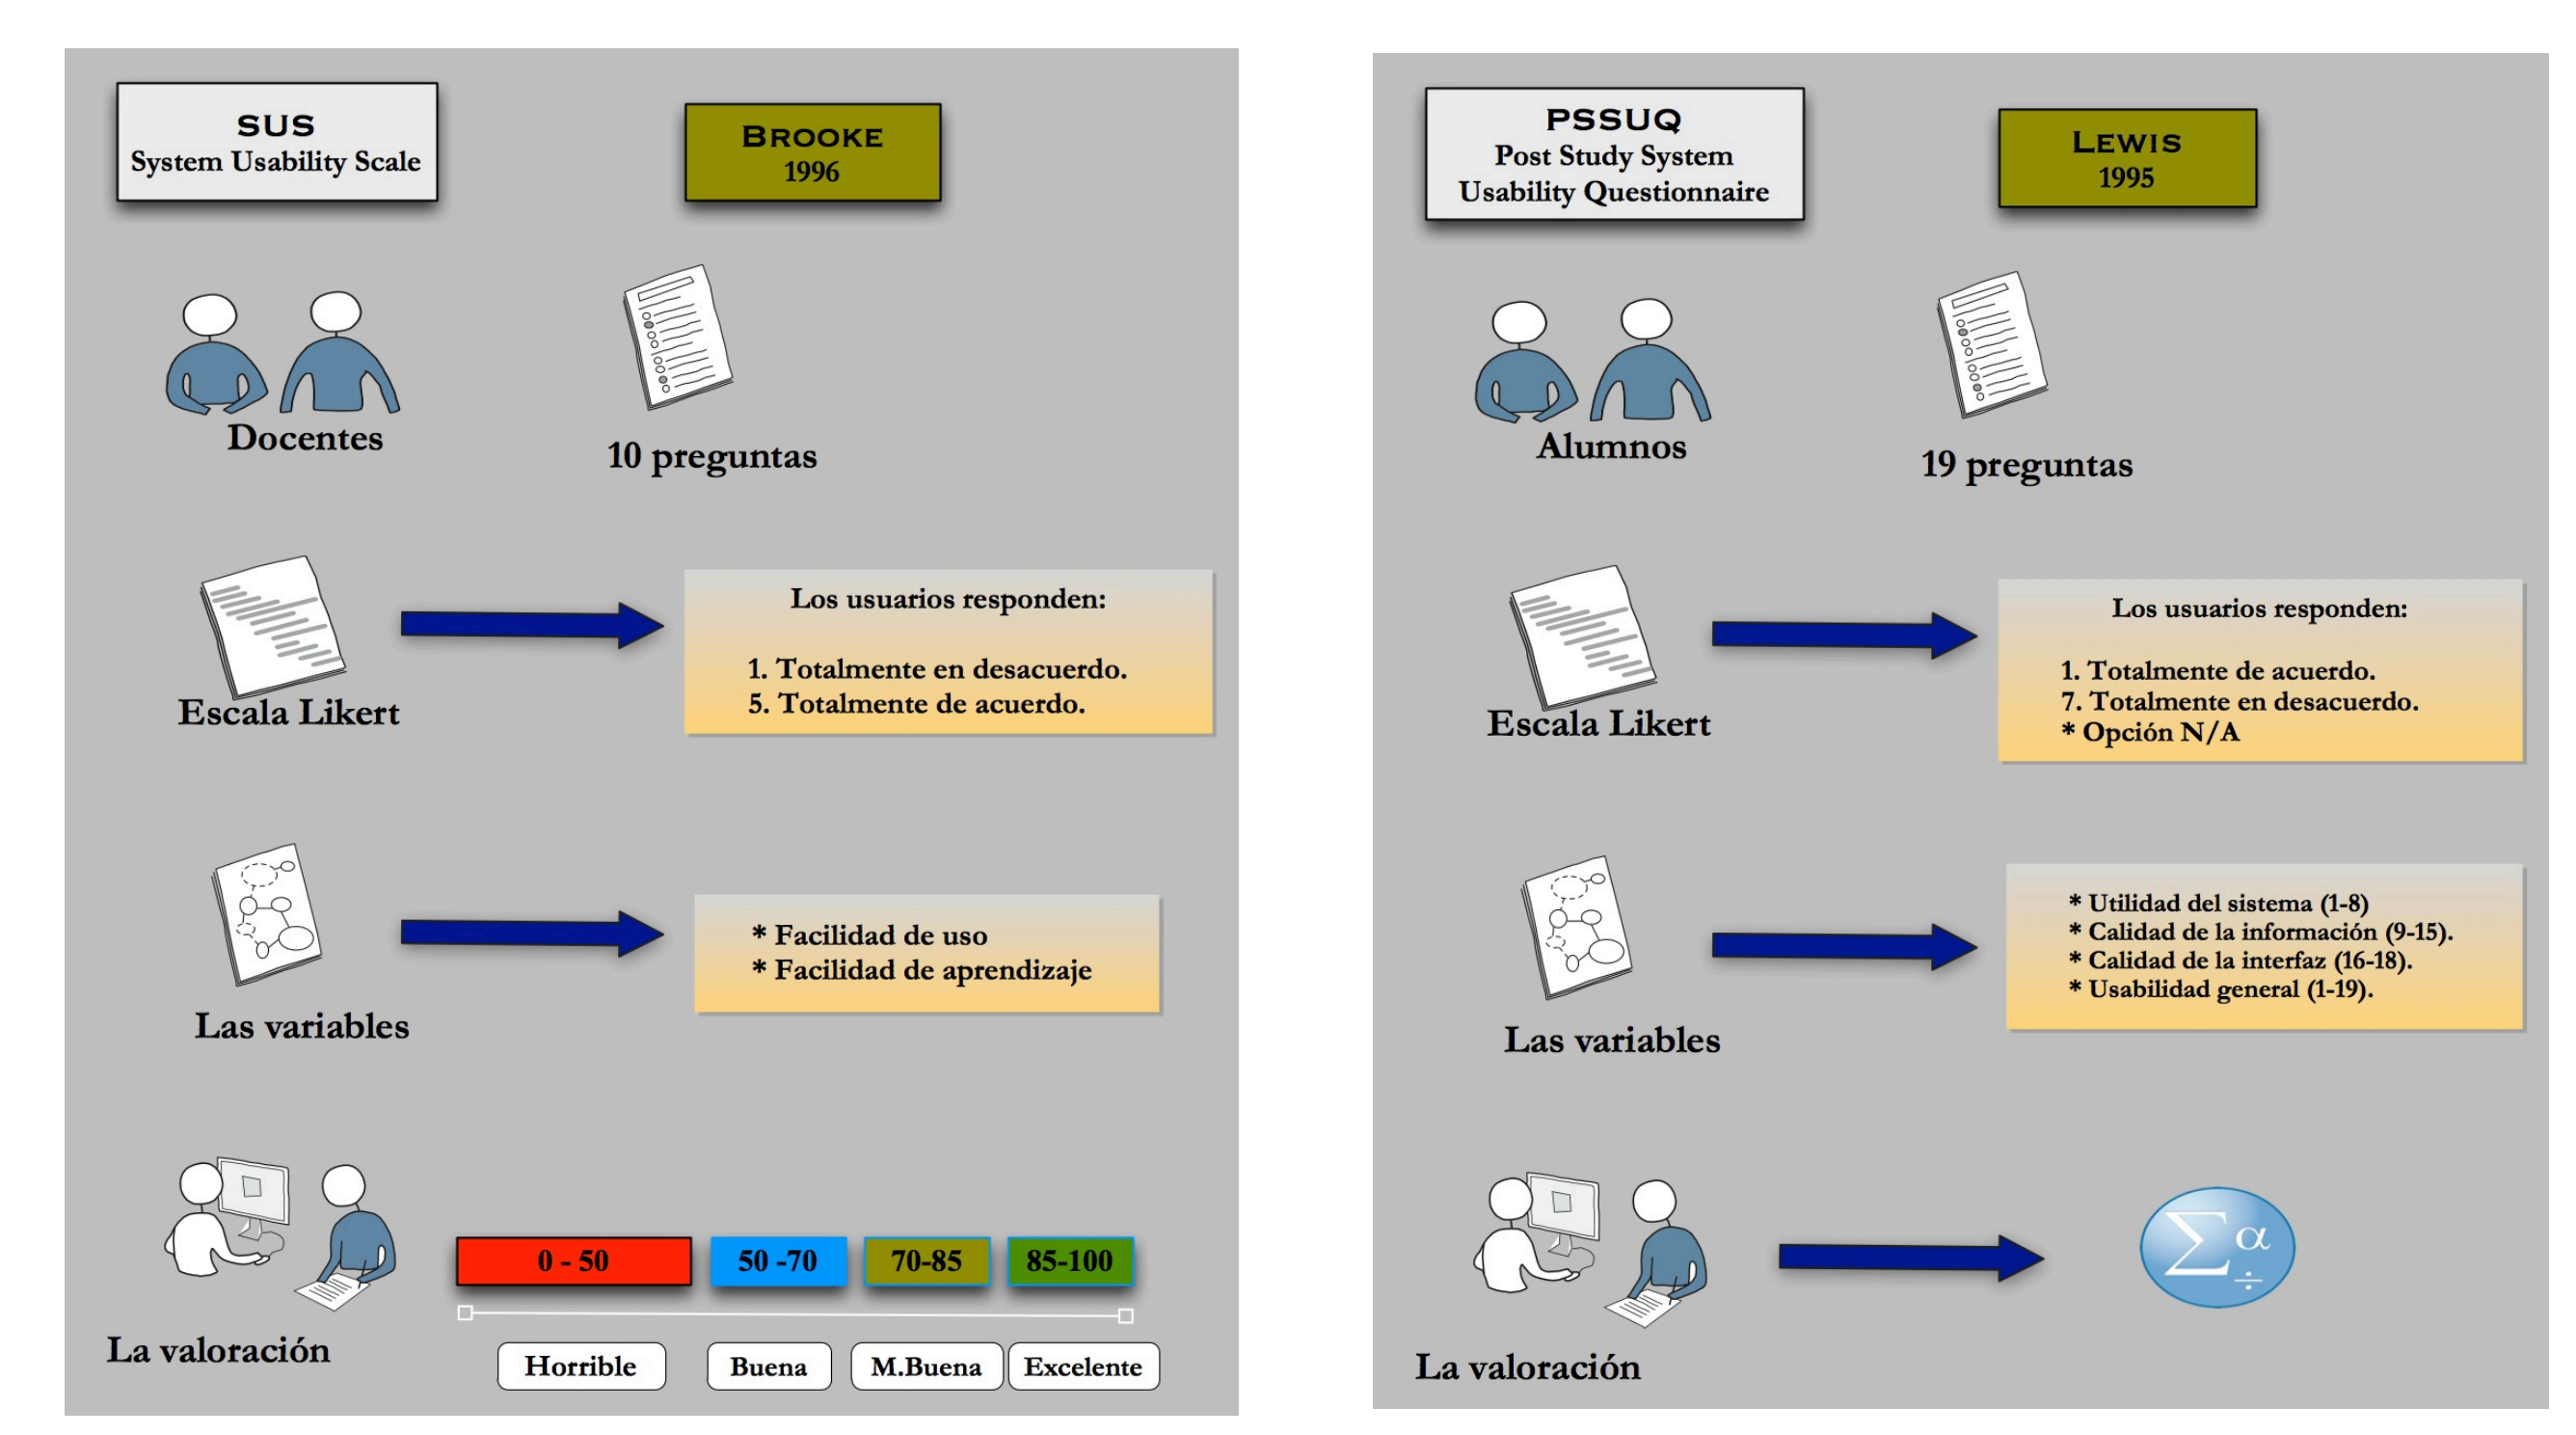 SUS
System Usability Scale
BROOKE
1996
Docentes
10 preguntas
Escala Likert
Los usuarios responden:
1. Totalmente en desacuerdo.
5. Totalmente de acuerdo.
Las variables
* Facilidad de uso
* Facilidad de aprendizaje
La valoración
0 - 50
50 -70
70-85
85-100
Horrible
Buena
M.Buena
Excelente
PSSUQ
Post Study System
Usability Questionnaire
LEWIS
1995
Alumnos
19 preguntas
Escala Likert
Los usuarios responden:
1. Totalmente de acuerdo.
7. Totalmente en desacuerdo.
* Opción N/A
Las variables
* Utilidad del sistema (1-8)
* Calidad de la información (9-15).
* Calidad de la interfaz (16-18).
* Usabilidad general (1-19).
La valoración
Σ α
÷